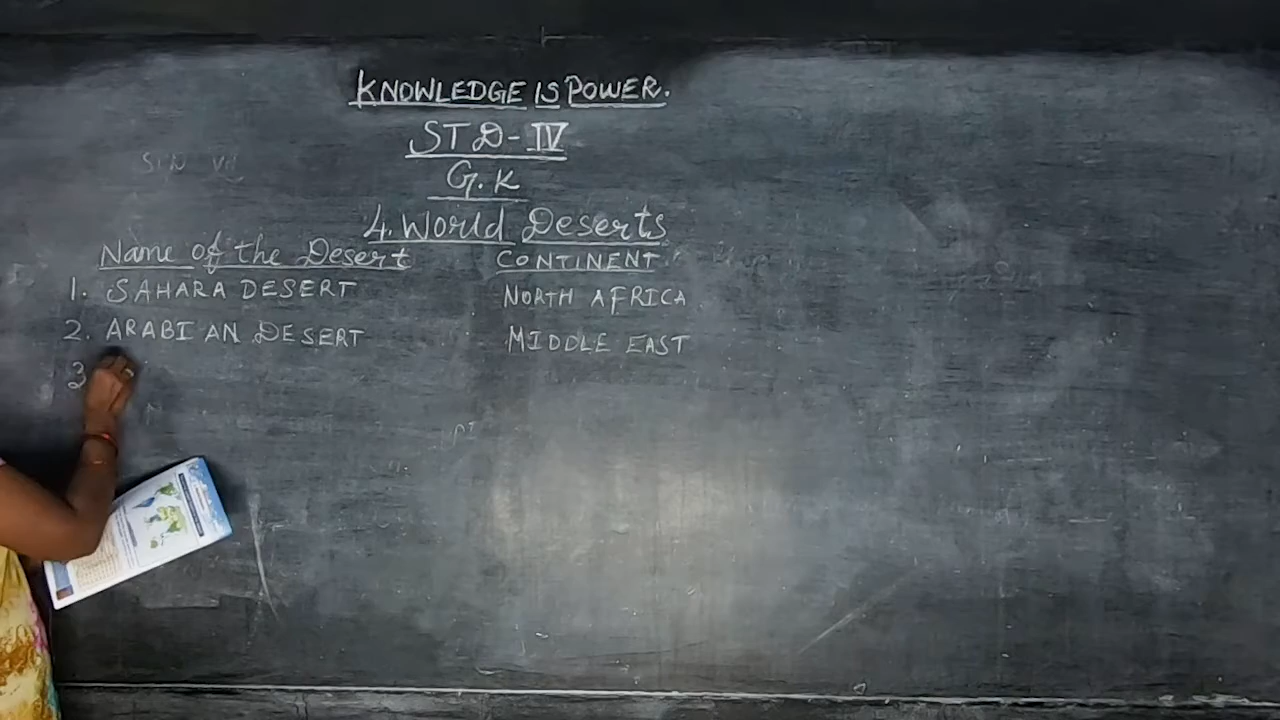 KNOWLEDGE IS POWER.
STD-IV
G.K
4. World Deserts
Name of the Desert CONTINENT
1. SAHARA DESERT NORTH AFRICA
2. ARABIAN DESERT MIDDLE EAST
3